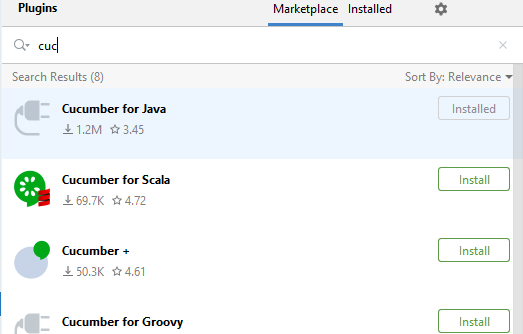 Plugins Marketplace Installed
cuc
Search Results (8) Sort By: Relevance
Cucumber for Java Installed
1.2M 3.45
Cucumber for Scala Install
69.7K 4.72
Cucumber + Install
50.3K 4.61
Cucumber for Groovy Install